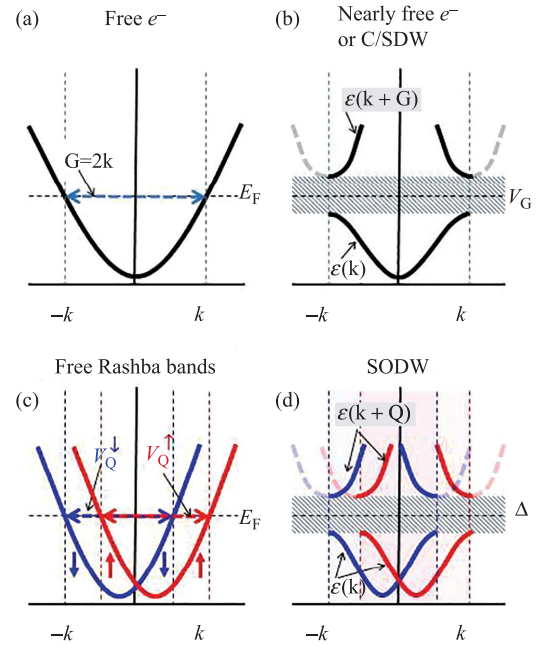 (a)
Free e⁻
G=2k
E_F
−k
k
(b)
Nearly free e⁻
or C/SDW
ε(k + G)
V_G
ε(k)
−k
k
(c)
Free Rashba bands
V_Q^↓
V_Q^↑
E_F
−k
k
(d)
SODW
ε(k + Q)
Δ
ε(k)
−k
k